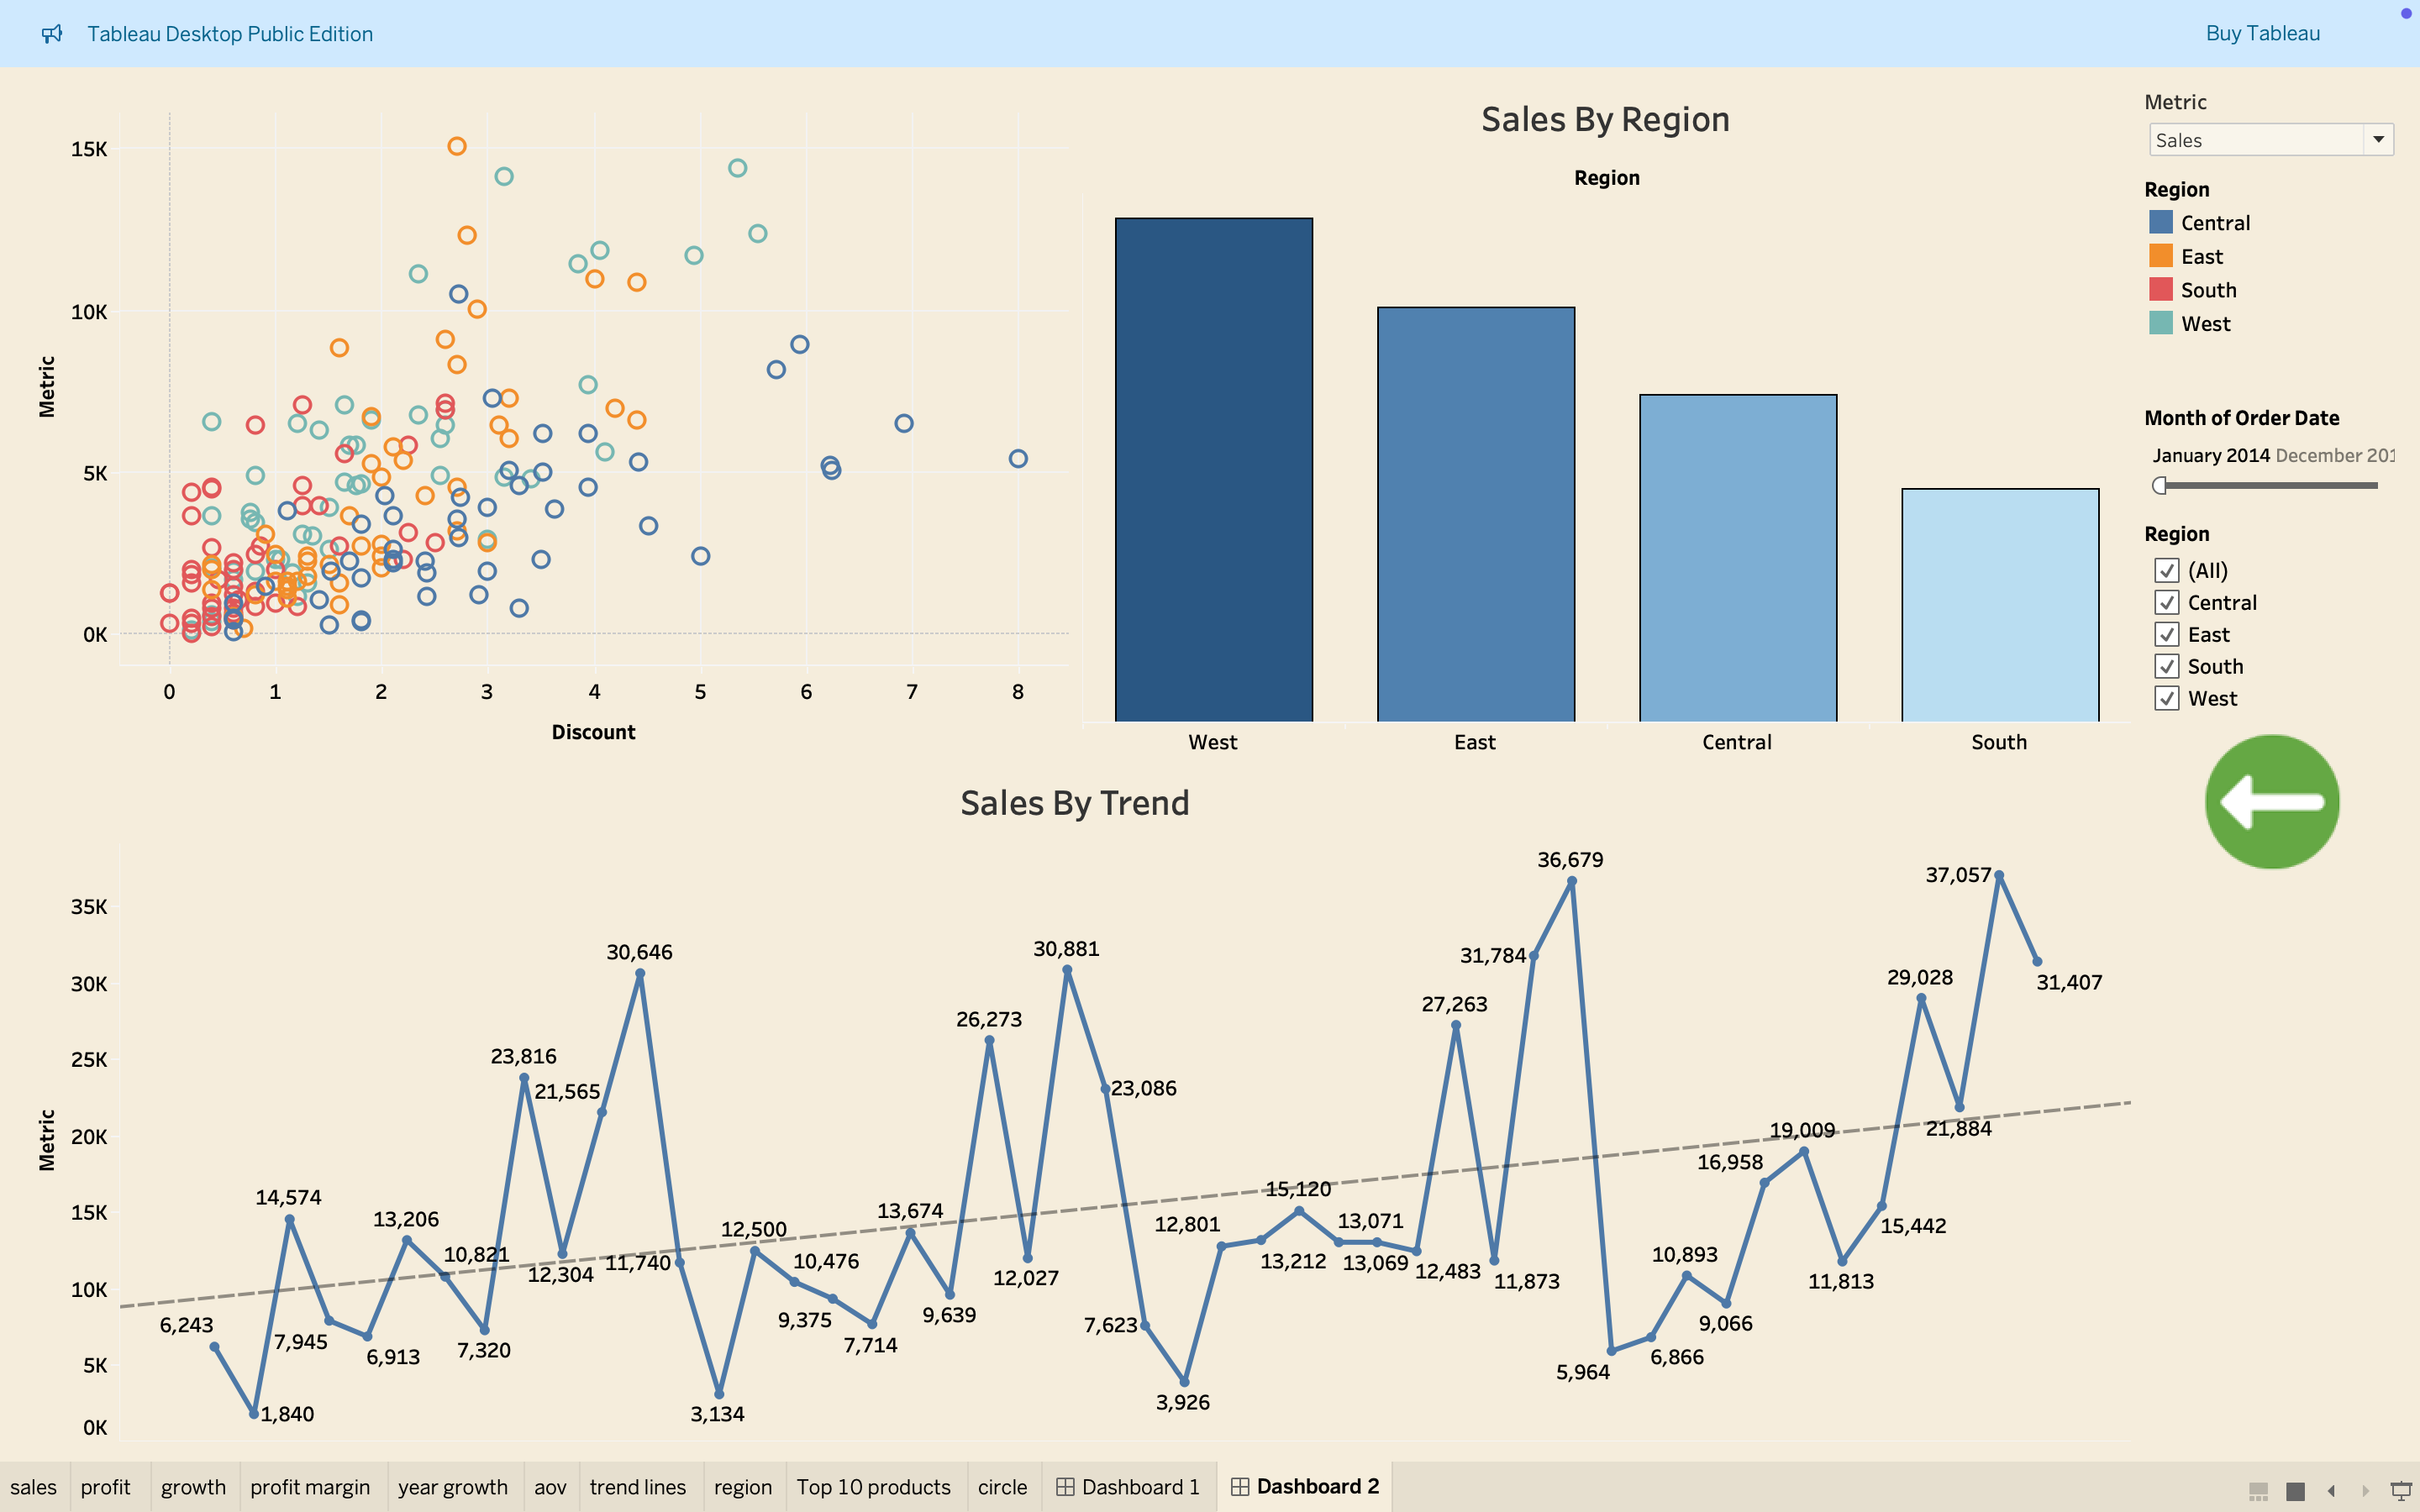 Tableau Desktop Public Edition
Buy Tableau
15K
10K
5K
0K
Metric
0 1 2 3 4 5 6 7 8
Discount
Sales By Region
Region
West East Central South
Metric
Sales
Region
Central
East
South
West
Month of Order Date
January 2014 December 201
Region
(All)
Central
East
South
West
Sales By Trend
Metric
35K
30K
25K
20K
15K
10K
5K
0K
6,243
1,840
14,574
7,945
6,913
13,206
10,821
7,320
23,816
12,304
21,565
30,646
11,740
3,134
12,500
10,476
9,375
7,714
13,674
9,639
26,273
12,027
30,881
23,086
7,623
3,926
12,801
13,212
15,120
13,069
13,071
12,483
27,263
11,873
31,784
36,679
5,964
6,866
10,893
9,066
16,958
19,009
11,813
15,442
29,028
21,884
37,057
31,407
sales profit growth profit margin year growth aov trend lines region Top 10 products circle Dashboard 1 Dashboard 2